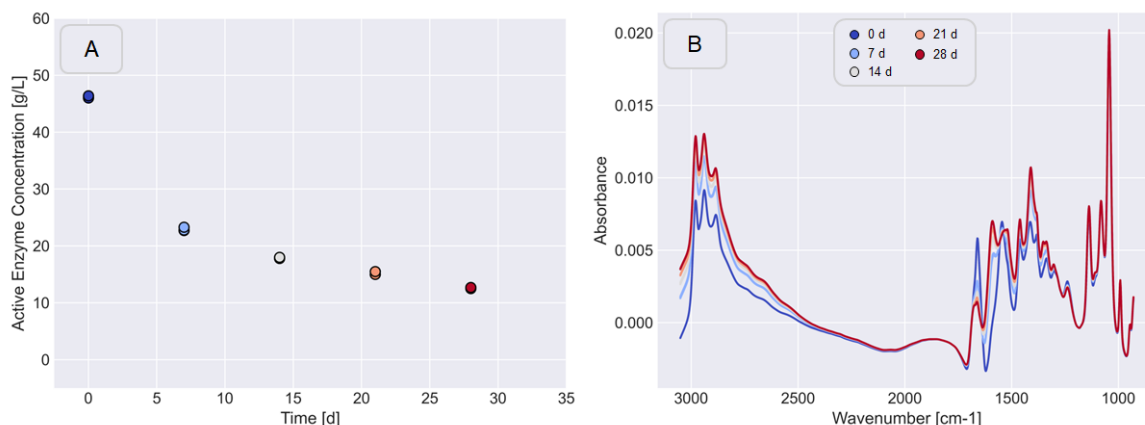 A
60
50
40
30
20
10
0
Active Enzyme Concentration [g/L]
0 5 10 15 20 25 30 35
Time [d]
B
0 d
7 d
14 d
21 d
28 d
0.020
0.015
0.010
0.005
0.000
Absorbance
3000 2500 2000 1500 1000
Wavenumber [cm-1]